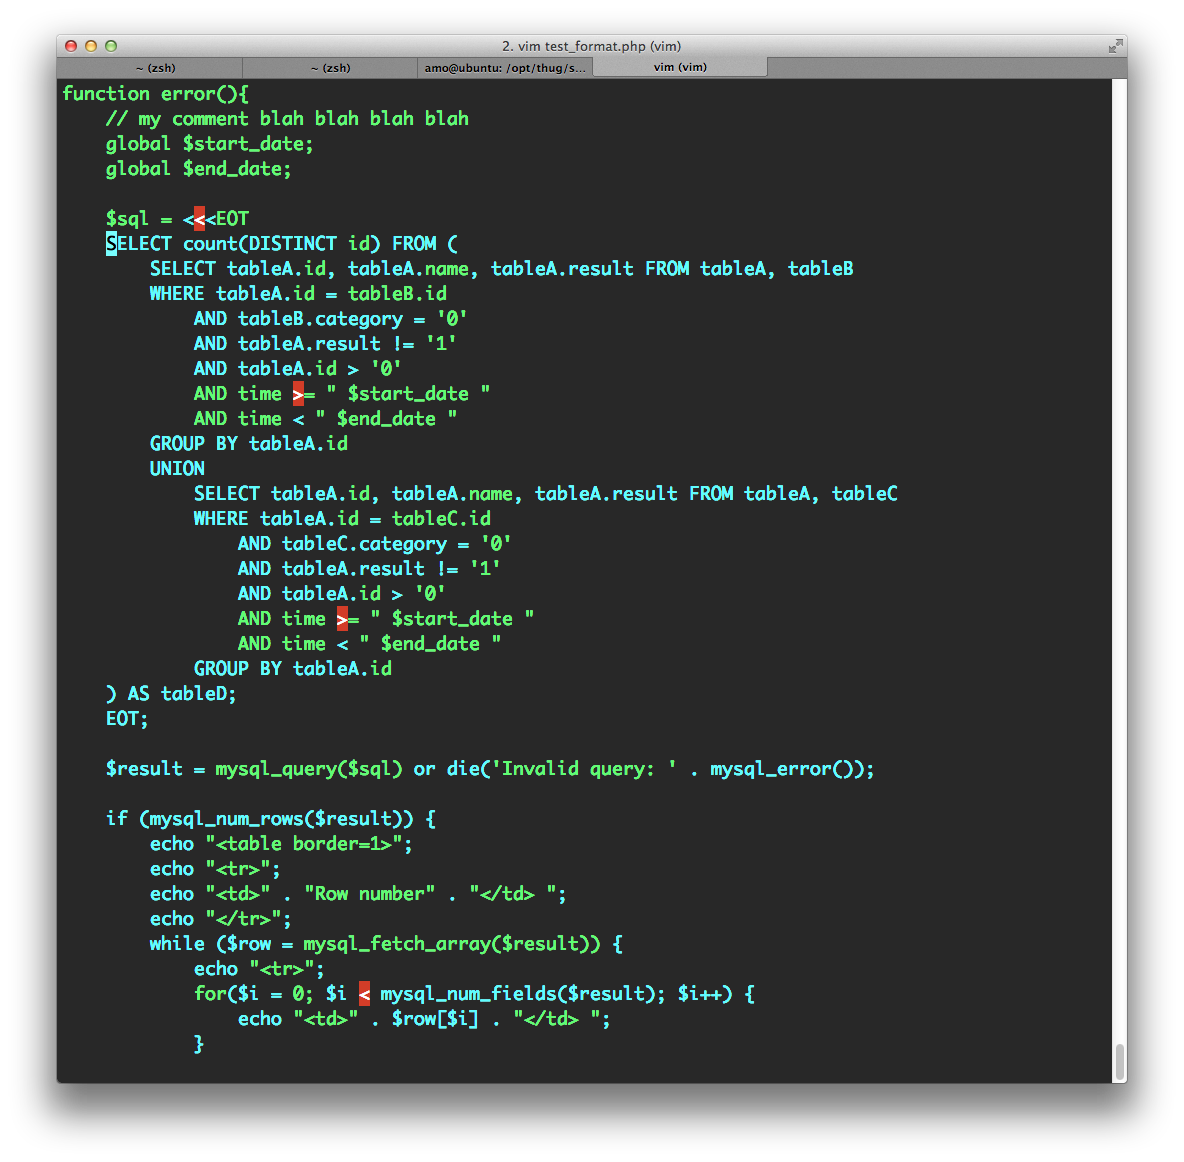 2. vim test_format.php (vim)
~ (zsh) ~ (zsh) amo@ubuntu: /opt/thug/s... vim (vim)
function error(){
    // my comment blah blah blah blah
    global $start_date;
    global $end_date;

    $sql = <<<EOT
    SELECT count(DISTINCT id) FROM (
        SELECT tableA.id, tableA.name, tableA.result FROM tableA, tableB
        WHERE tableA.id = tableB.id
            AND tableB.category = '0'
            AND tableA.result != '1'
            AND tableA.id > '0'
            AND time >= " $start_date "
            AND time < " $end_date "
        GROUP BY tableA.id
        UNION
            SELECT tableA.id, tableA.name, tableA.result FROM tableA, tableC
            WHERE tableA.id = tableC.id
                AND tableC.category = '0'
                AND tableA.result != '1'
                AND tableA.id > '0'
                AND time >= " $start_date "
                AND time < " $end_date "
            GROUP BY tableA.id
    ) AS tableD;
    EOT;

    $result = mysql_query($sql) or die('Invalid query: ' . mysql_error());

    if (mysql_num_rows($result)) {
        echo "<table border=1>";
        echo "<tr>";
        echo "<td>" . "Row number" . "</td> ";
        echo "</tr>";
        while ($row = mysql_fetch_array($result)) {
            echo "<tr>";
            for($i = 0; $i < mysql_num_fields($result); $i++) {
                echo "<td>" . $row[$i] . "</td> ";
            }